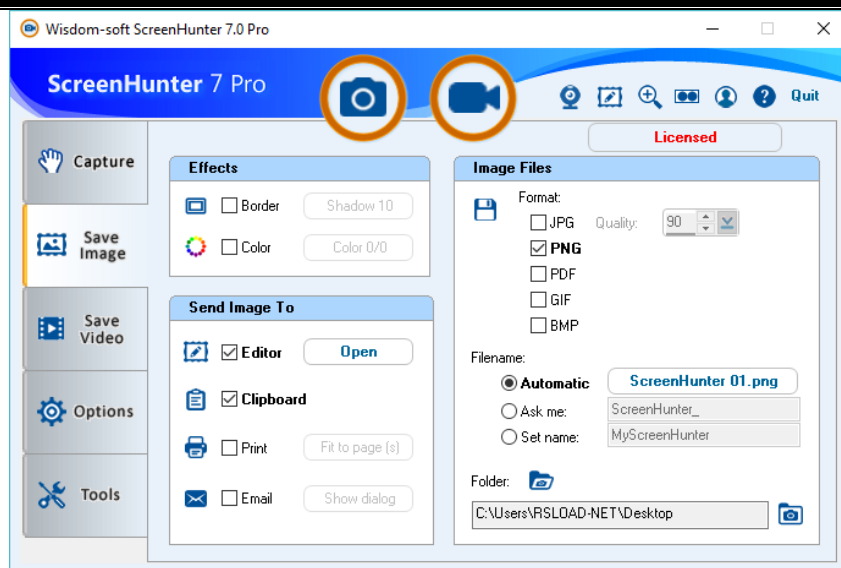 Wisdom-soft ScreenHunter 7.0 Pro
ScreenHunter 7 Pro
Quit
Licensed
Capture
Save
Image
Save
Video
Options
Tools
Effects
Border
Shadow 10
Color
Color 0/0
Send Image To
Editor
Open
Clipboard
Print
Fit to page (s)
Email
Show dialog
Image Files
Format:
JPG Quality: 90
PNG
PDF
GIF
BMP
Filename:
Automatic ScreenHunter 01.png
Ask me: ScreenHunter_
Set name: MyScreenHunter
Folder:
C:\Users\RSLOAD-NET\Desktop